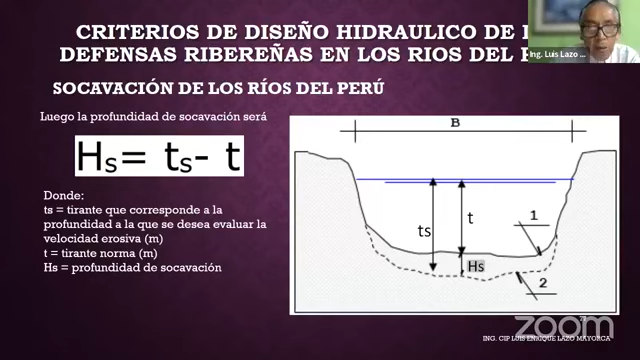 CRITERIOS DE DISEÑO HIDRAULICO DE
DEFENSAS RIBEREÑAS EN LOS RIOS DEL
Ing. Luis Lazo ...
SOCAVACIÓN DE LOS RÍOS DEL PERÚ
Luego la profundidad de socavación será
Hs= ts- t
Donde:
ts = tirante que corresponde a la
profundidad a la que se desea evaluar la
velocidad erosiva (m)
t = tirante norma (m)
Hs = profundidad de socavación
B
ts
t
1
Hs
2
zoom
ING. CIP LUIS ENRIQUE LAZO MAYORCA